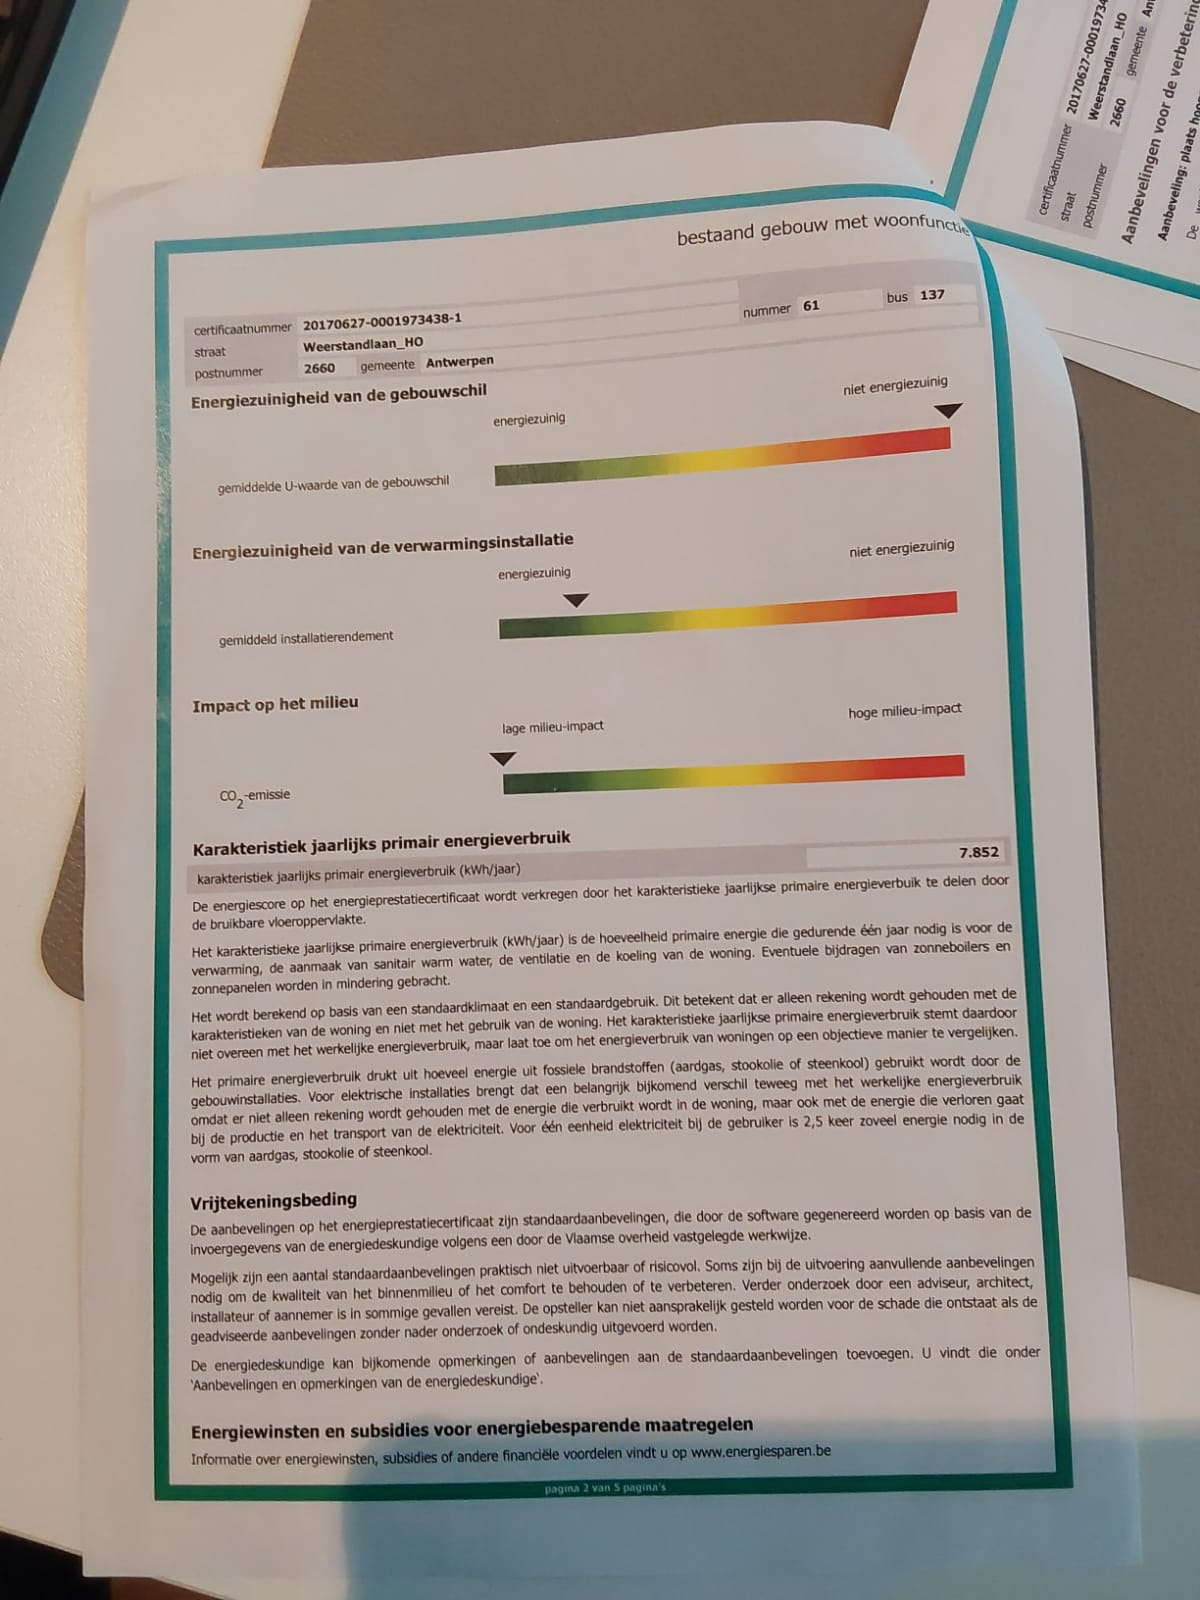 bestaand gebouw met woonfunctie
certificaatnummer 20170627-0001973438-1
straat Weerstandlaan_HO nummer 61 bus 137
postnummer 2660 gemeente Antwerpen
Energiezuinigheid van de gebouwschil
energiezuinig niet energiezuinig
gemiddelde U-waarde van de gebouwschil
Energiezuinigheid van de verwarmingsinstallatie
energiezuinig niet energiezuinig
gemiddeld installatierendement
Impact op het milieu
lage milieu-impact hoge milieu-impact
CO2-emissie
Karakteristiek jaarlijks primair energieverbruik
karakteristiek jaarlijks primair energieverbruik (kWh/jaar) 7.852
De energiescore op het energieprestatiecertificaat wordt verkregen door het karakteristieke jaarlijkse primaire energieverbuik te delen door
de bruikbare vloeroppervlakte.
Het karakteristieke jaarlijkse primaire energieverbruik (kWh/jaar) is de hoeveelheid primaire energie die gedurende één jaar nodig is voor de
verwarming, de aanmaak van sanitair warm water, de ventilatie en de koeling van de woning. Eventuele bijdragen van zonneboilers en
zonnepanelen worden in mindering gebracht.
Het wordt berekend op basis van een standaardklimaat en een standaardgebruik. Dit betekent dat er alleen rekening wordt gehouden met de
karakteristieken van de woning en niet met het gebruik van de woning. Het karakteristieke jaarlijkse primaire energieverbruik stemt daardoor
niet overeen met het werkelijke energieverbruik, maar laat toe om het energieverbruik van woningen op een objectieve manier te vergelijken.
Het primaire energieverbruik drukt uit hoeveel energie uit fossiele brandstoffen (aardgas, stookolie of steenkool) gebruikt wordt door de
gebouwinstallaties. Voor elektrische installaties brengt dat een belangrijk bijkomend verschil teweeg met het werkelijke energieverbruik
omdat er niet alleen rekening wordt gehouden met de energie die verbruikt wordt in de woning, maar ook met de energie die verloren gaat
bij de productie en het transport van de elektriciteit. Voor één eenheid elektriciteit bij de gebruiker is 2,5 keer zoveel energie nodig in de
vorm van aardgas, stookolie of steenkool.
Vrijtekeningsbeding
De aanbevelingen op het energieprestatiecertificaat zijn standaardaanbevelingen, die door de software gegenereerd worden op basis van de
invoergegevens van de energiedeskundige volgens een door de Vlaamse overheid vastgelegde werkwijze.
Mogelijk zijn een aantal standaardaanbevelingen praktisch niet uitvoerbaar of risicovol. Soms zijn bij de uitvoering aanvullende aanbevelingen
nodig om de kwaliteit van het binnenmilieu of het comfort te behouden of te verbeteren. Verder onderzoek door een adviseur, architect,
installateur of aannemer is in sommige gevallen vereist. De opsteller kan niet aansprakelijk gesteld worden voor de schade die ontstaat als de
geadviseerde aanbevelingen zonder nader onderzoek of ondeskundig uitgevoerd worden.
De energiedeskundige kan bijkomende opmerkingen of aanbevelingen aan de standaardaanbevelingen toevoegen. U vindt die onder
'Aanbevelingen en opmerkingen van de energiedeskundige'.
Energiewinsten en subsidies voor energiebesparende maatregelen
Informatie over energiewinsten, subsidies of andere financiële voordelen vindt u op www.energiesparen.be
pagina 2 van 5 pagina's
certificaatnummer 20170627-00019734
straat Weerstandlaan_HO
postnummer 2660 gemeente
Aanbevelingen voor de
Aanbeveling: plaats
De